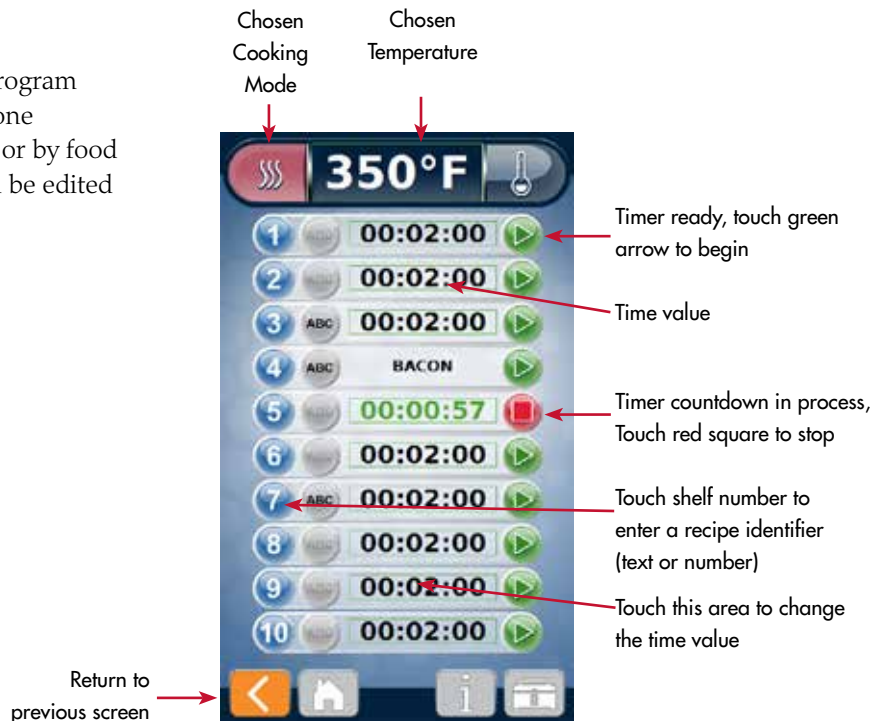 Chosen
Cooking
Mode
Chosen
Temperature
rogram
one
or by food
be edited
350°F
1 00:02:00
2 00:02:00
3 ABC 00:02:00
4 ABC BACON
5 00:00:57
6 00:02:00
7 ABC 00:02:00
8 00:02:00
9 00:02:00
10 00:02:00
Timer ready, touch green
arrow to begin
Time value
Timer countdown in process,
Touch red square to stop
Touch shelf number to
enter a recipe identifier
(text or number)
Touch this area to change
the time value
Return to
previous screen
i